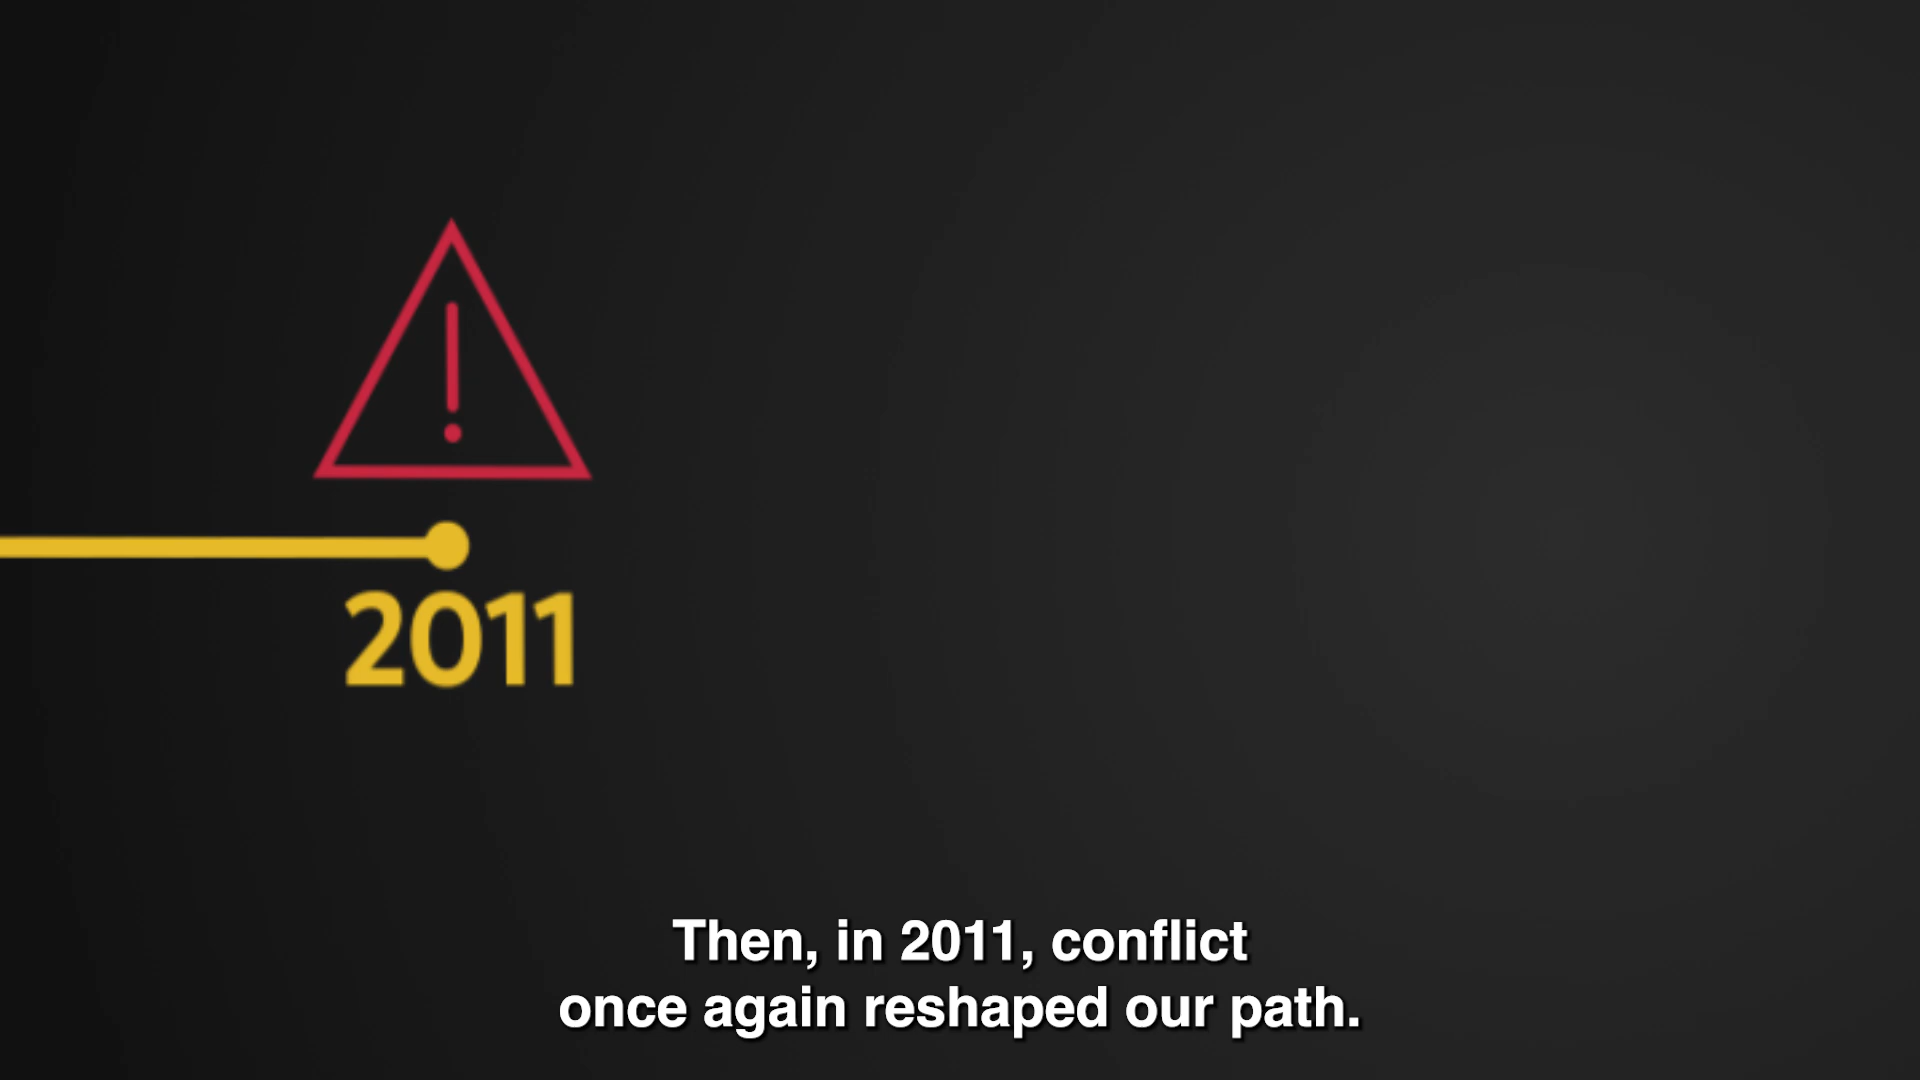 2011
Then, in 2011, conflict
once again reshaped our path.